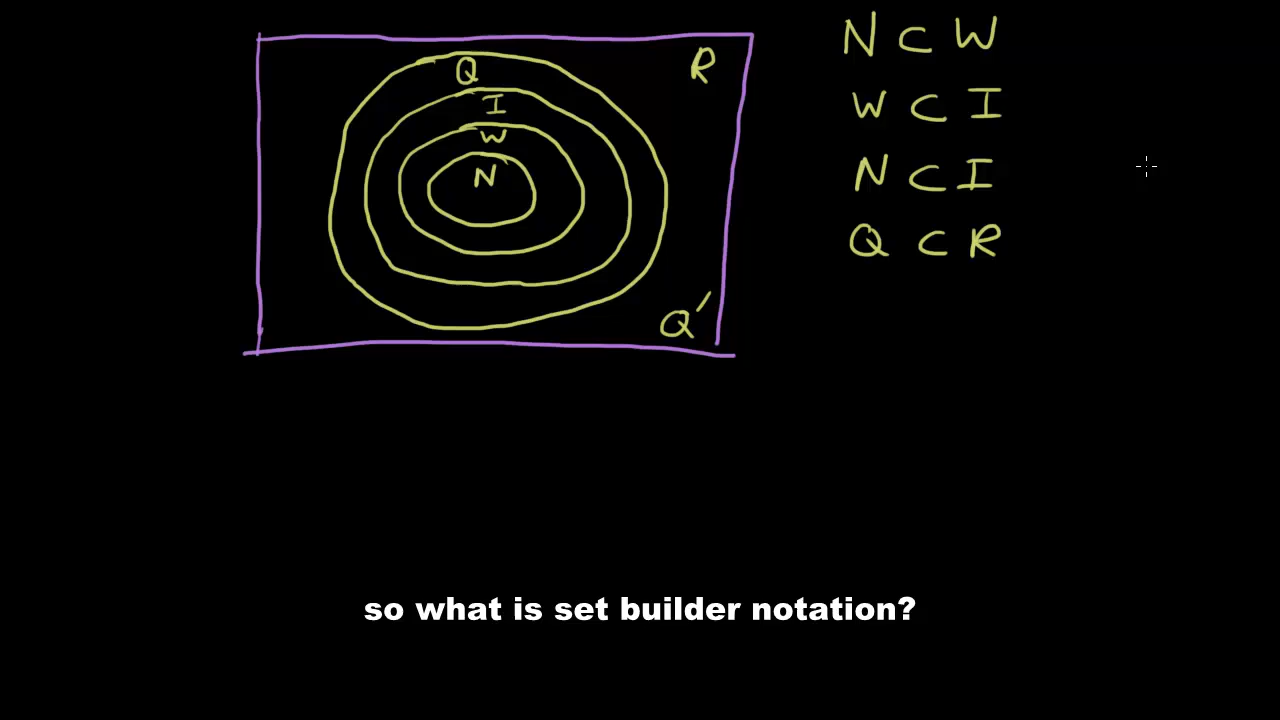 R
Q
I
W
N
Q′
N ⊂ W
W ⊂ I
N ⊂ I
Q ⊂ R
so what is set builder notation?